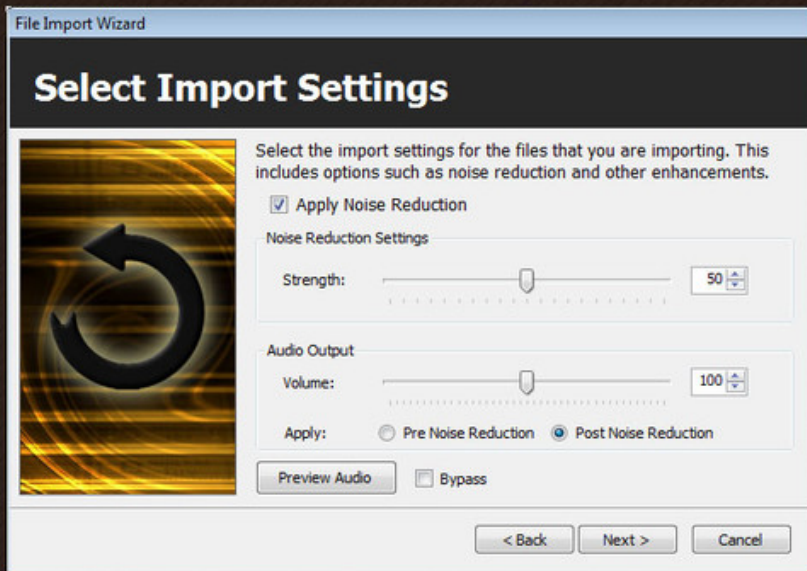 File Import Wizard
Select Import Settings
Select the import settings for the files that you are importing. This
includes options such as noise reduction and other enhancements.
Apply Noise Reduction
Noise Reduction Settings
Strength: 50
Audio Output
Volume: 100
Apply: Pre Noise Reduction Post Noise Reduction
Preview Audio Bypass
< Back Next > Cancel